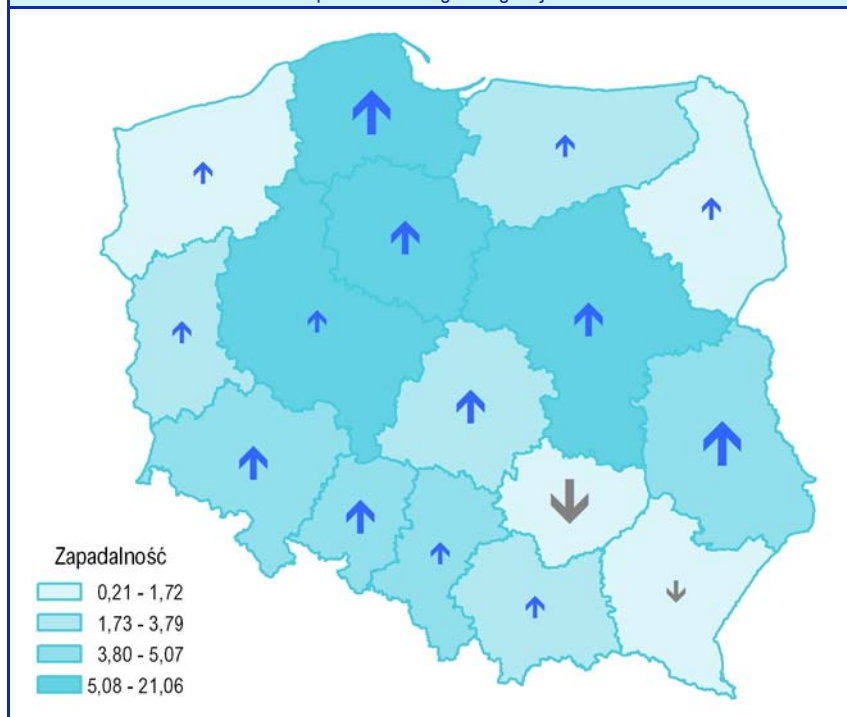 Zapadalność
0,21 - 1,72
1,73 - 3,79
3,80 - 5,07
5,08 - 21,06